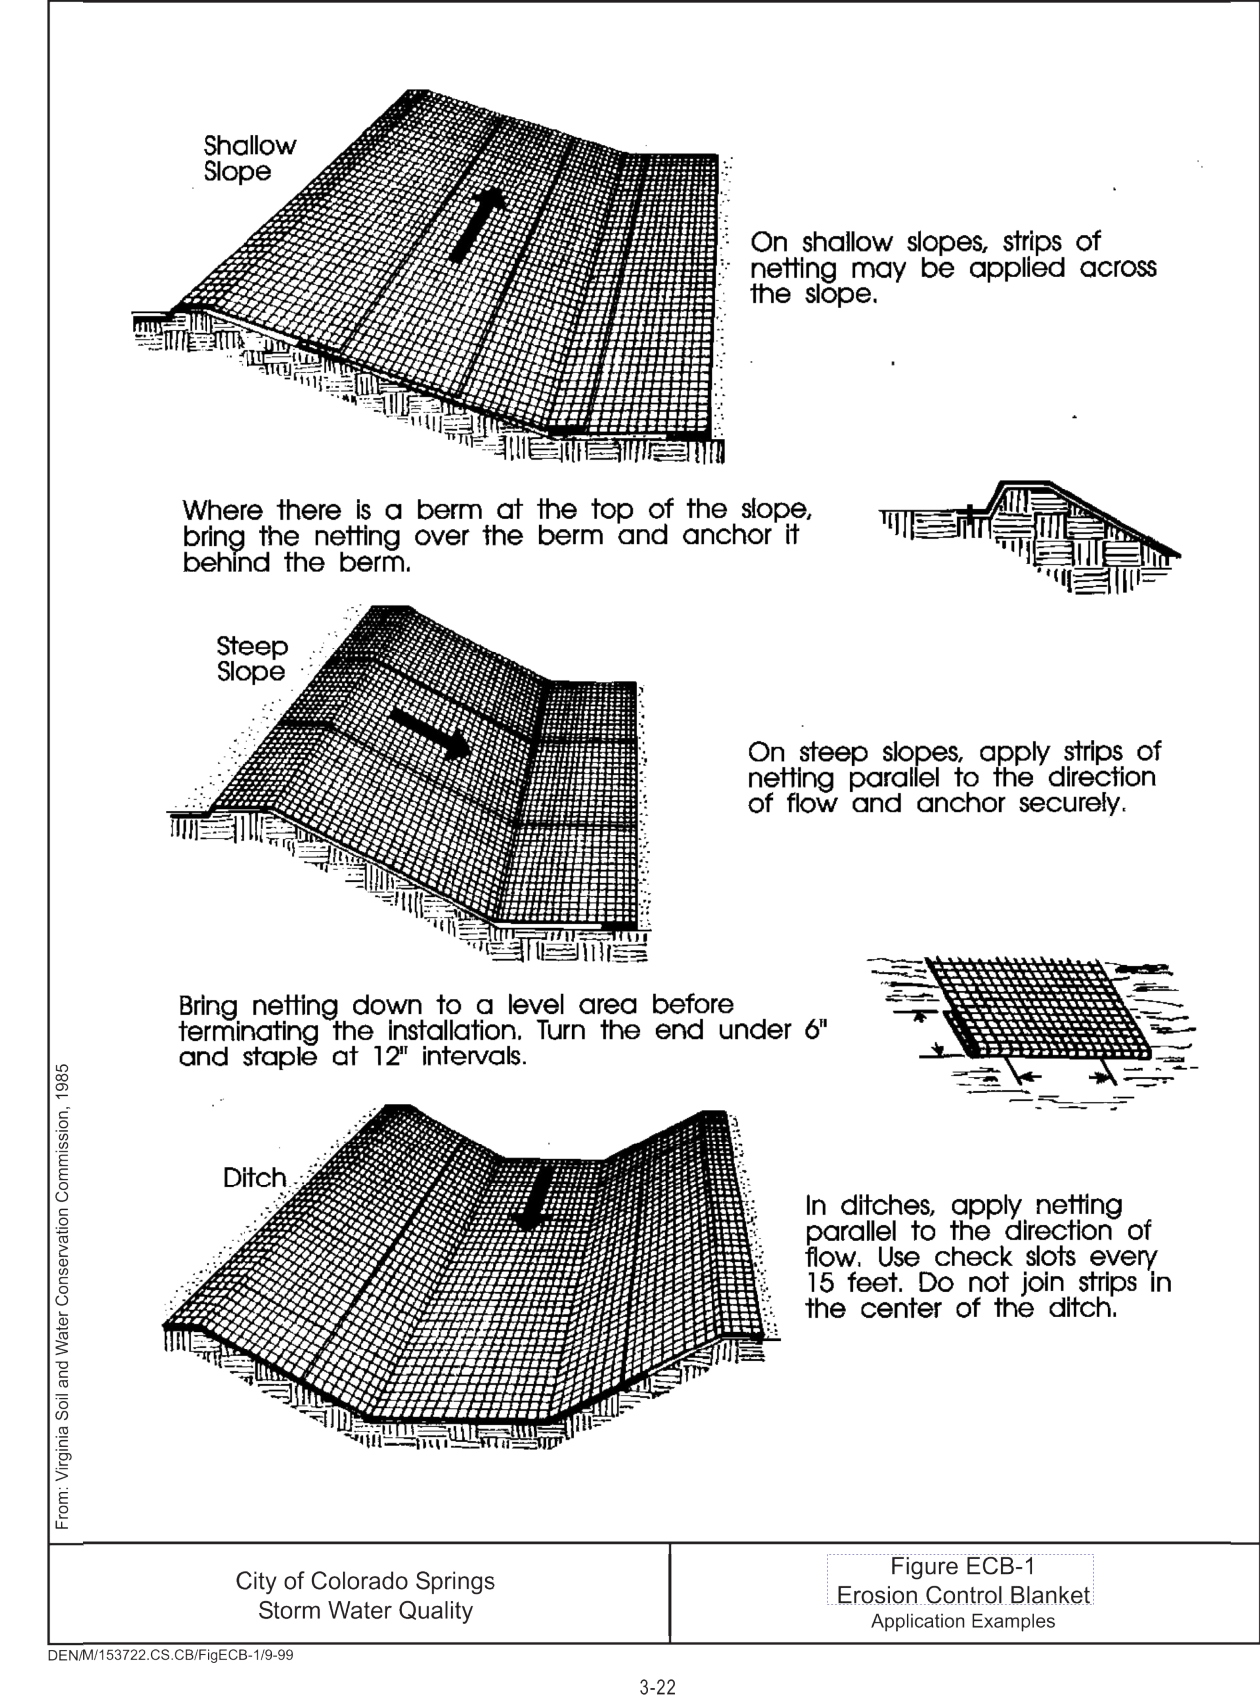 Shallow
Slope
On shallow slopes, strips of
netting may be applied across
the slope.
Where there is a berm at the top of the slope,
bring the netting over the berm and anchor it
behind the berm.
Steep
Slope
On steep slopes, apply strips of
netting parallel to the direction
of flow and anchor securely.
Bring netting down to a level area before
terminating the installation. Turn the end under 6"
and staple at 12" intervals.
Ditch
In ditches, apply netting
parallel to the direction of
flow. Use check slots every
15 feet. Do not join strips in
the center of the ditch.
From: Virginia Soil and Water Conservation Commission, 1985
City of Colorado Springs
Storm Water Quality
Figure ECB-1
Erosion Control Blanket
Application Examples
DEN/M/153722.CS.CB/FigECB-1/9-99
3-22